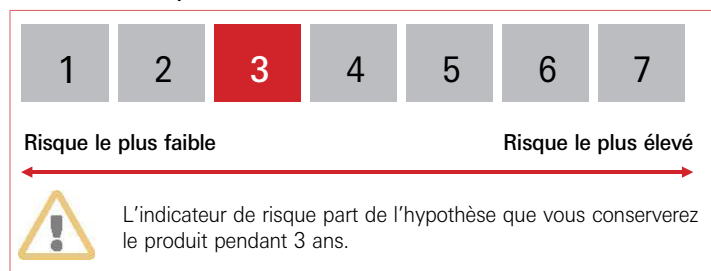 1 2 3 4 5 6 7
Risque le plus faible Risque le plus élevé
L'indicateur de risque part de l'hypothèse que vous conserverez
le produit pendant 3 ans.